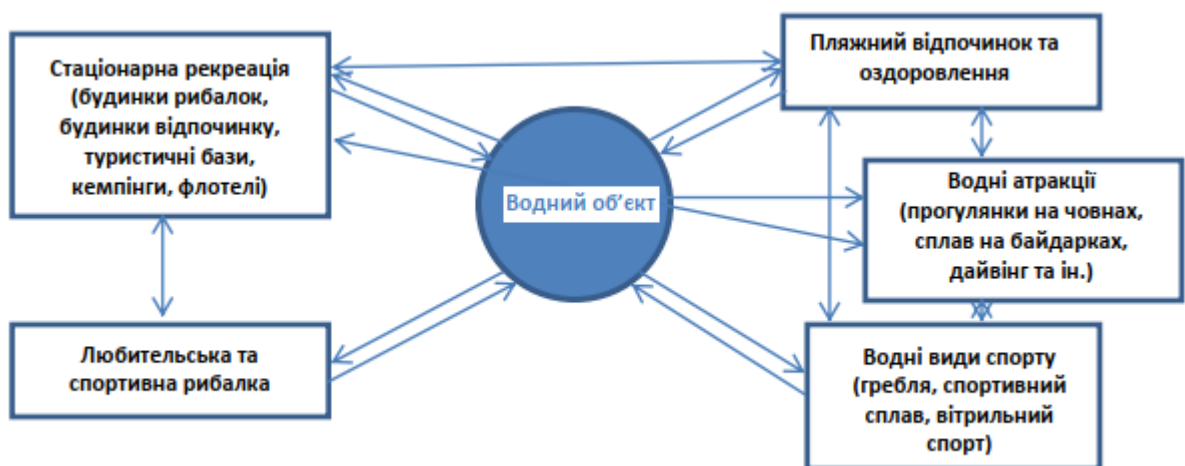 Стаціонарна рекреація
(будинки рибалок,
будинки відпочинку,
туристичні бази,
кемпінги, флотелі)
Пляжний відпочинок та
оздоровлення
Водний об’єкт
Водні атракції
(прогулянки на човнах,
сплав на байдарках,
дайвінг та ін.)
Любительська та
спортивна рибалка
Водні види спорту
(гребля, спортивний
сплав, вітрильний
спорт)